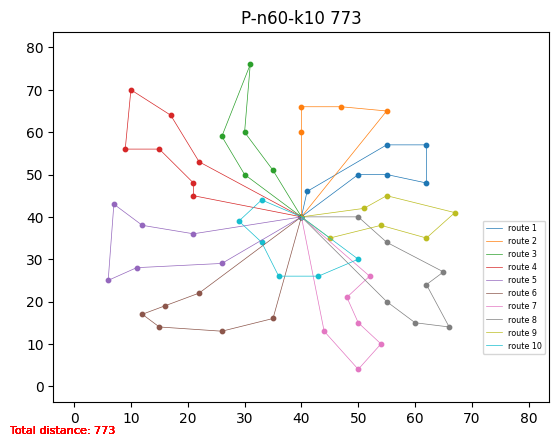 P-n60-k10 773
80
70
60
50
40
30
20
10
0
route 1
route 2
route 3
route 4
route 5
route 6
route 7
route 8
route 9
route 10
0 10 20 30 40 50 60 70 80
Total distance: 773